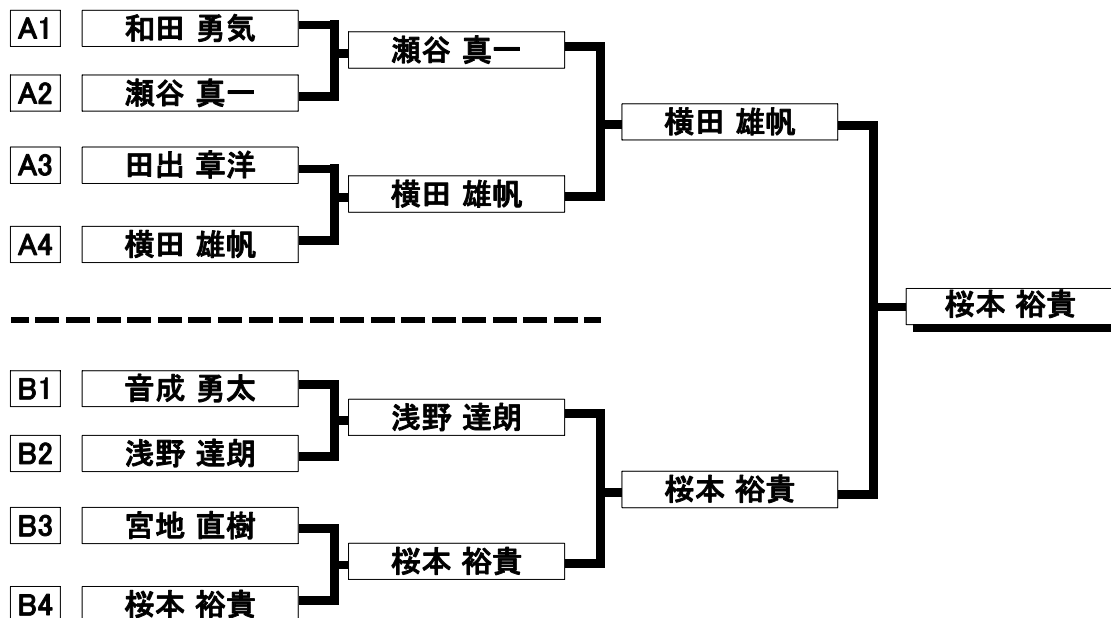 A1 和田 勇気
瀬谷 真一
A2 瀬谷 真一
横田 雄帆
A3 田出 章洋
横田 雄帆
A4 横田 雄帆
桜本 裕貴
B1 音成 勇太
浅野 達朗
B2 浅野 達朗
桜本 裕貴
B3 宮地 直樹
桜本 裕貴
B4 桜本 裕貴